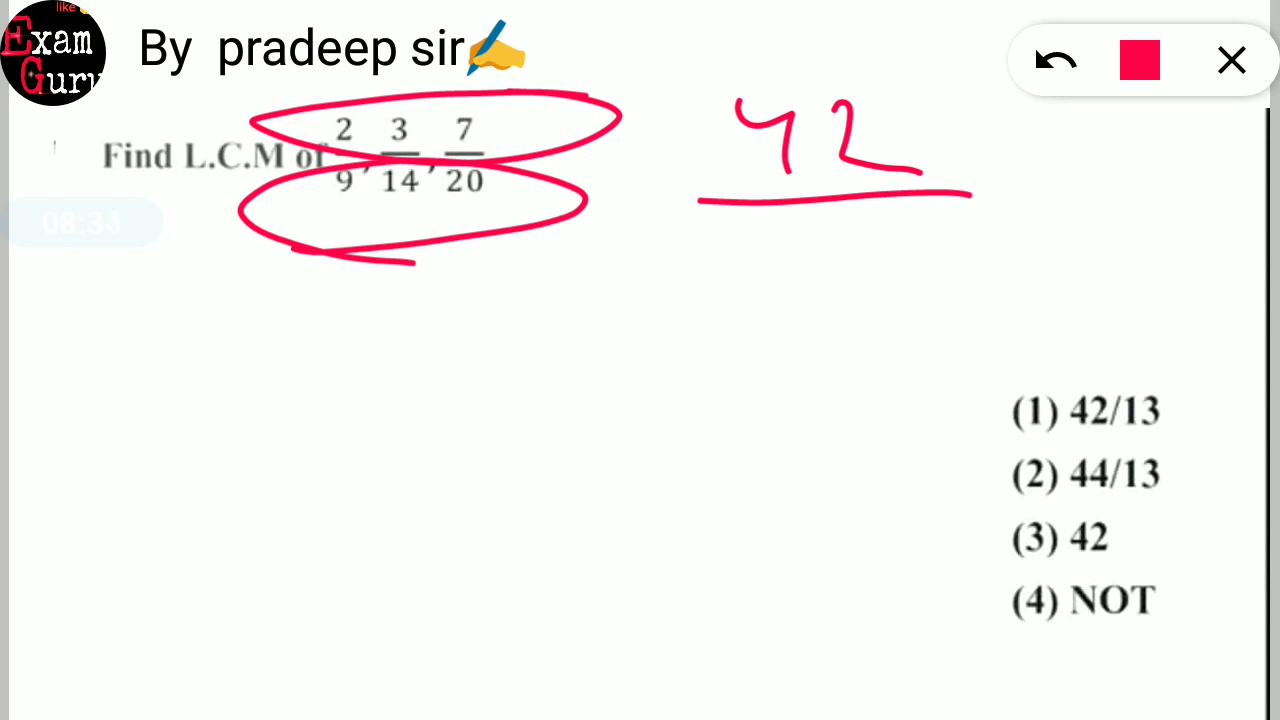 like
Exam
Guru
By pradeep sir✍
42
Find L.C.M of 2/9, 3/14, 7/20
(1) 42/13
(2) 44/13
(3) 42
(4) NOT